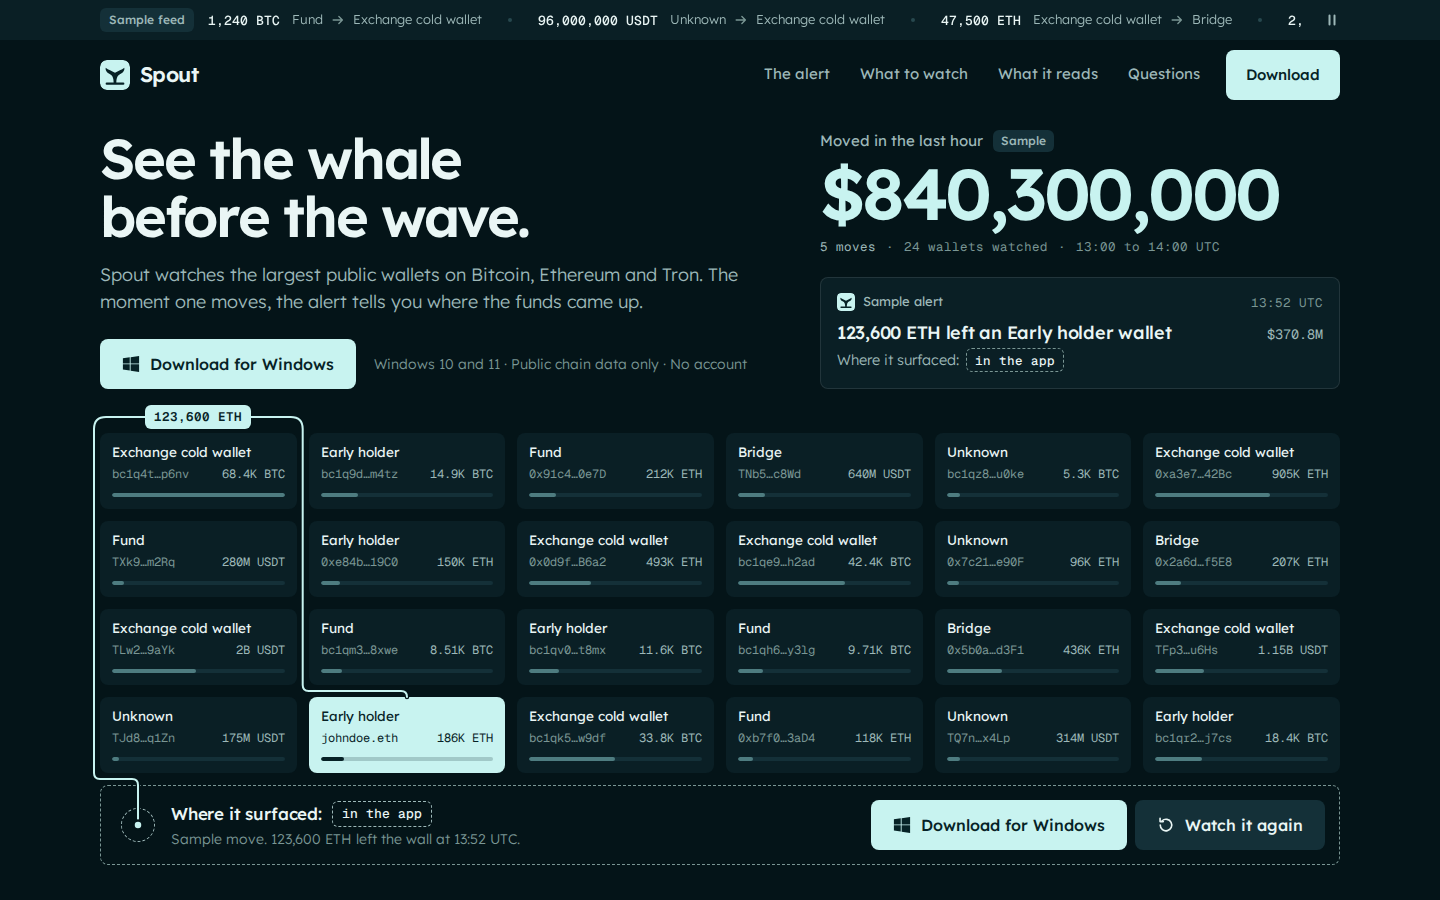 Sample feed 1,240 BTC Fund → Exchange cold wallet • 96,000,000 USDT Unknown → Exchange cold wallet • 47,500 ETH Exchange cold wallet → Bridge • 2,
Spout
The alert What to watch What it reads Questions Download
See the whale
before the wave.
Spout watches the largest public wallets on Bitcoin, Ethereum and Tron. The
moment one moves, the alert tells you where the funds came up.
Download for Windows Windows 10 and 11 · Public chain data only · No account
Moved in the last hour Sample
$840,300,000
5 moves · 24 wallets watched · 13:00 to 14:00 UTC
Sample alert 13:52 UTC
123,600 ETH left an Early holder wallet $370.8M
Where it surfaced: in the app
123,600 ETH
Exchange cold wallet Early holder Fund Bridge Unknown Exchange cold wallet
bc1q4t…p6nv 68.4K BTC bc1q9d…m4tz 14.9K BTC 0x91c4…0e7D 212K ETH TNb5…c8Wd 640M USDT bc1qz8…u0ke 5.3K BTC 0xa3e7…42Bc 905K ETH
Fund Early holder Exchange cold wallet Exchange cold wallet Unknown Bridge
TXk9…m2Rq 280M USDT 0xe84b…19C0 150K ETH 0x0d9f…B6a2 493K ETH bc1qe9…h2ad 42.4K BTC 0x7c21…e90F 96K ETH 0x2a6d…f5E8 207K ETH
Exchange cold wallet Fund Early holder Fund Bridge Exchange cold wallet
TLw2…9aYk 2B USDT bc1qm3…8xwe 8.51K BTC bc1qv0…t8mx 11.6K BTC bc1qh6…y3lg 9.71K BTC 0x5b0a…d3F1 436K ETH TFp3…u6Hs 1.15B USDT
Unknown Early holder Exchange cold wallet Fund Unknown Early holder
TJd8…q1Zn 175M USDT johndoe.eth 186K ETH bc1qk5…w9df 33.8K BTC 0xb7f0…3aD4 118K ETH TQ7n…x4Lp 314M USDT bc1qr2…j7cs 18.4K BTC
Where it surfaced: in the app
Sample move. 123,600 ETH left the wall at 13:52 UTC.
Download for Windows Watch it again